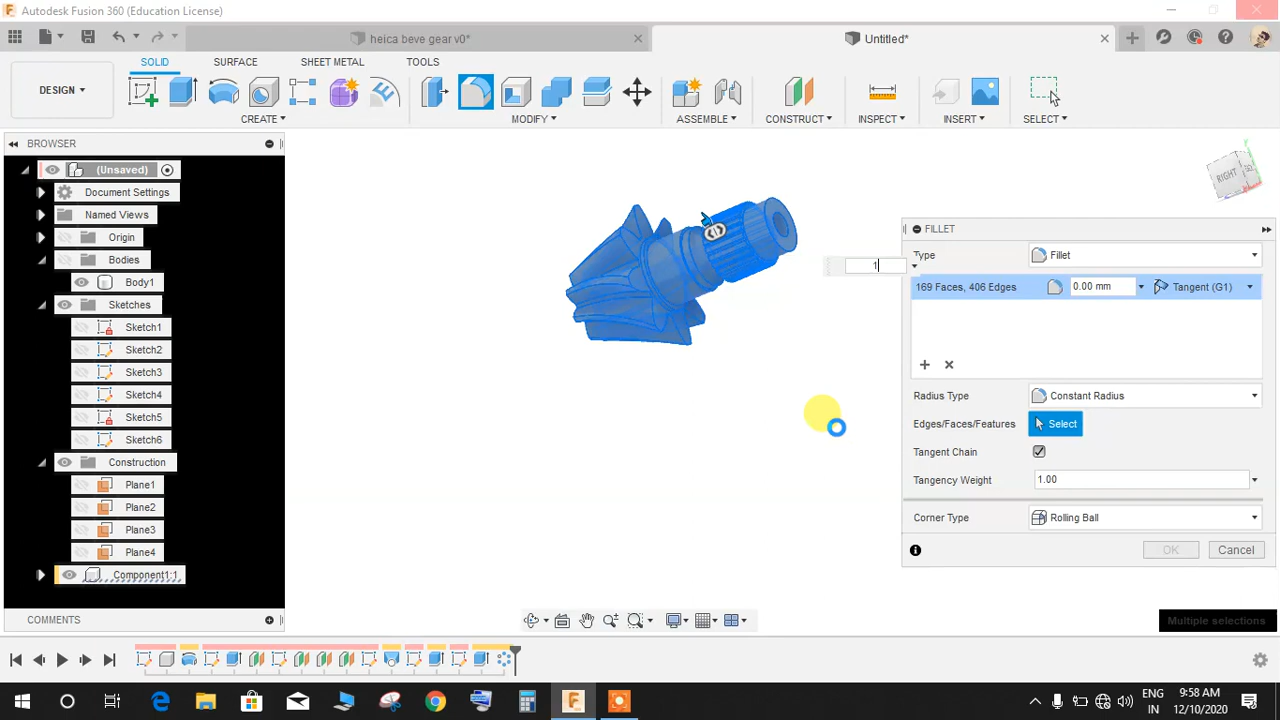 Autodesk Fusion 360 (Education License)
heica beve gear v0*
Untitled*
SOLID
SURFACE
SHEET METAL
TOOLS
DESIGN
CREATE
MODIFY
ASSEMBLE
CONSTRUCT
INSPECT
INSERT
SELECT
BROWSER
(Unsaved)
Document Settings
Named Views
Origin
Bodies
Body1
Sketches
Sketch1
Sketch2
Sketch3
Sketch4
Sketch5
Sketch6
Construction
Plane1
Plane2
Plane3
Plane4
Component1:1
COMMENTS
RIGHT
1
FILLET
Type
Fillet
169 Faces, 406 Edges
0.00 mm
Tangent (G1)
Radius Type
Constant Radius
Edges/Faces/Features
Select
Tangent Chain
Tangency Weight
1.00
Corner Type
Rolling Ball
OK
Cancel
Multiple selections
ENG
IN
9:58 AM
12/10/2020